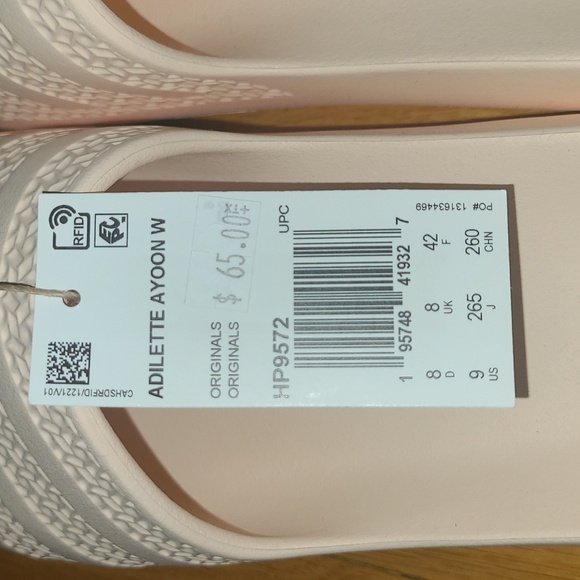 RFID
CAHSDRFID/1221/V01
ADILETTE AYOON W
ORIGINALS
ORIGINALS
$ 65.00
HP9572
UPC
1 95748 41932 7
8 8 42
D UK F
9 265 260
US J CHN
PO# 131634469